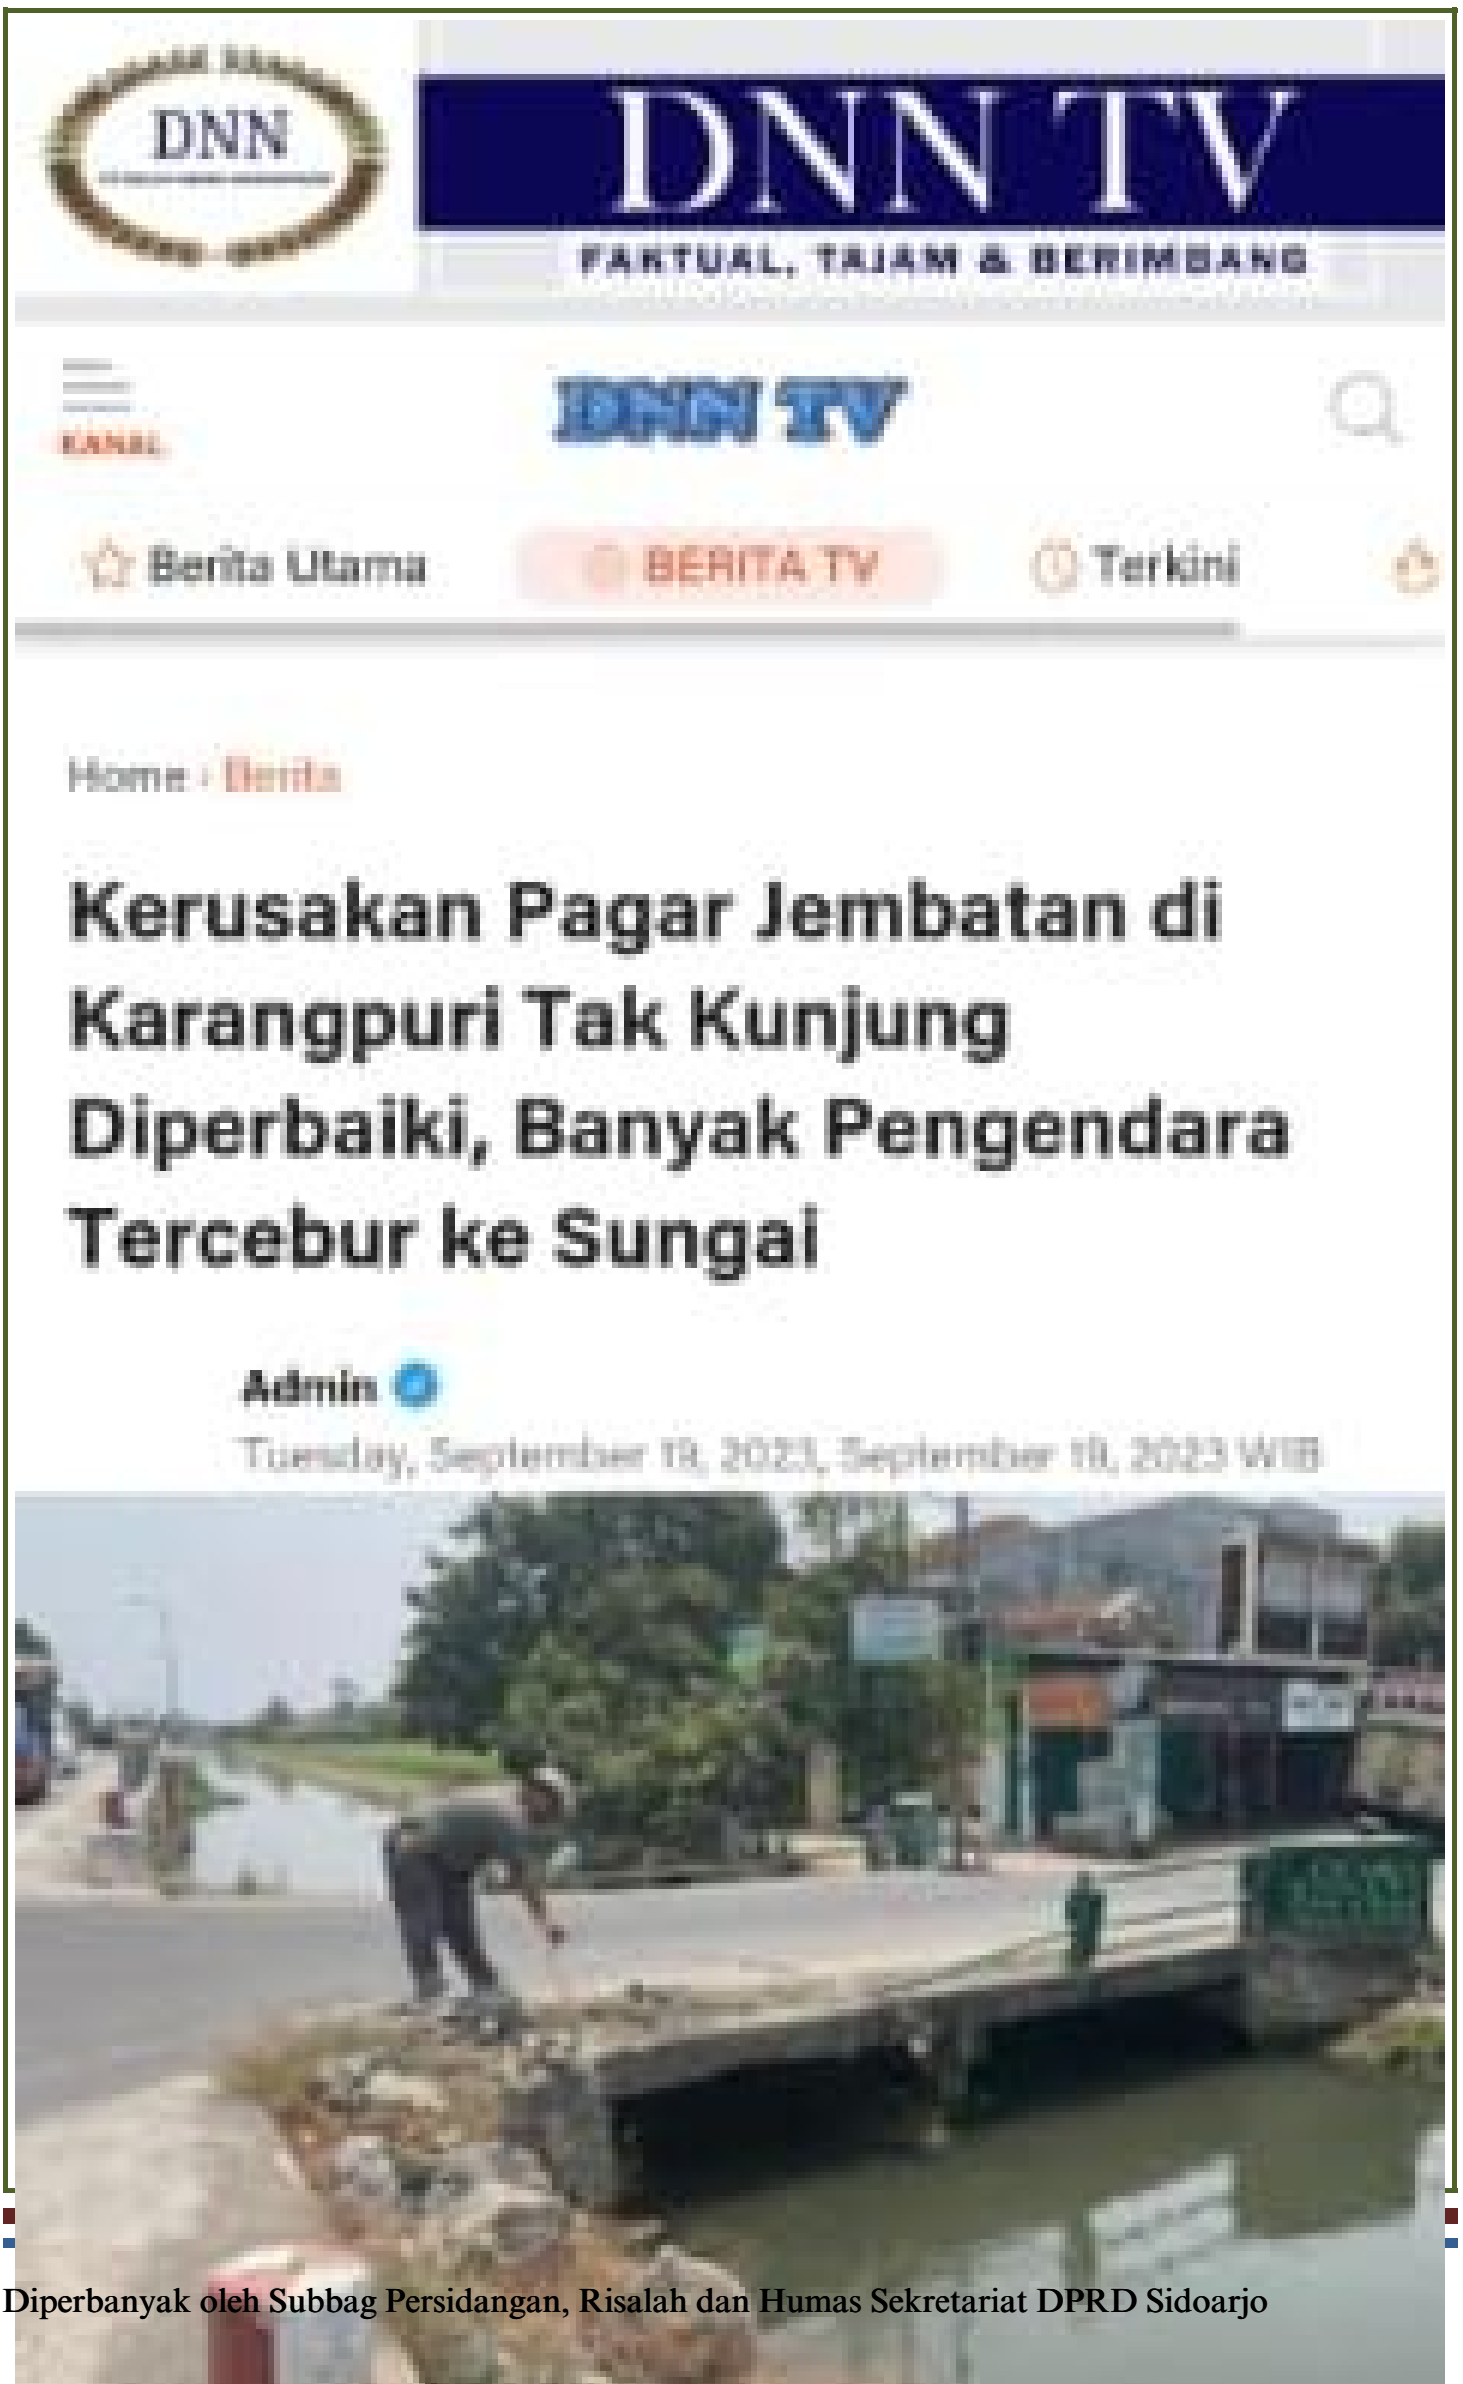 DNN
DNN TV
FAKTUAL, TAJAM & BERIMBANG
KANAL
DNN TV
Berita Utama
BERITA TV
Terkini
Home › Berita
Kerusakan Pagar Jembatan di
Karangpuri Tak Kunjung
Diperbaiki, Banyak Pengendara
Tercebur ke Sungai
Admin
Tuesday, September 19, 2023, September 19, 2023 WIB
Diperbanyak oleh Subbag Persidangan, Risalah dan Humas Sekretariat DPRD Sidoarjo